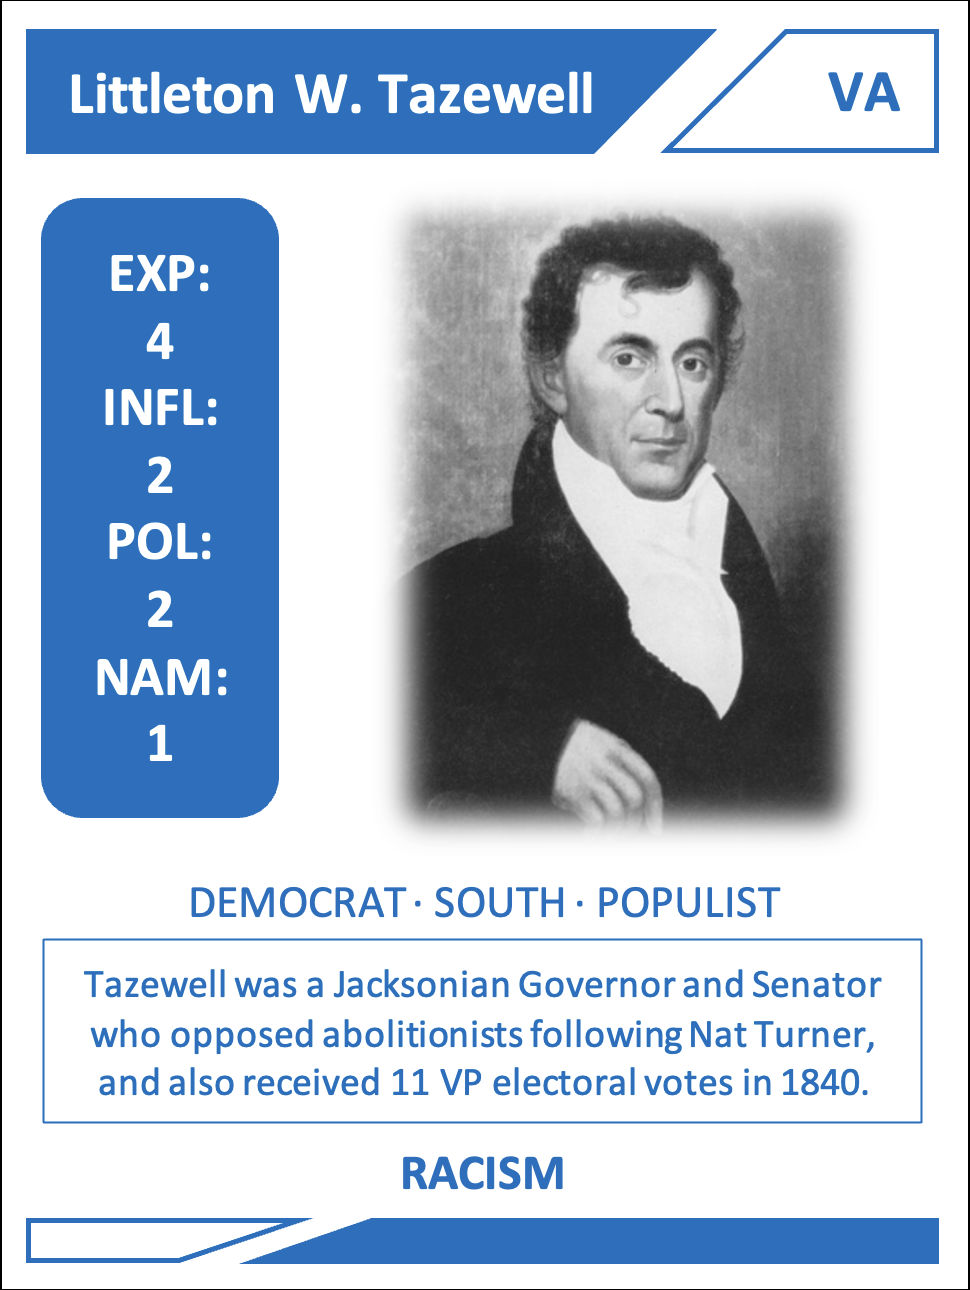 Littleton W. Tazewell
VA
EXP:
4
INFL:
2
POL:
2
NAM:
1
DEMOCRAT · SOUTH · POPULIST
Tazewell was a Jacksonian Governor and Senator
who opposed abolitionists following Nat Turner,
and also received 11 VP electoral votes in 1840.
RACISM